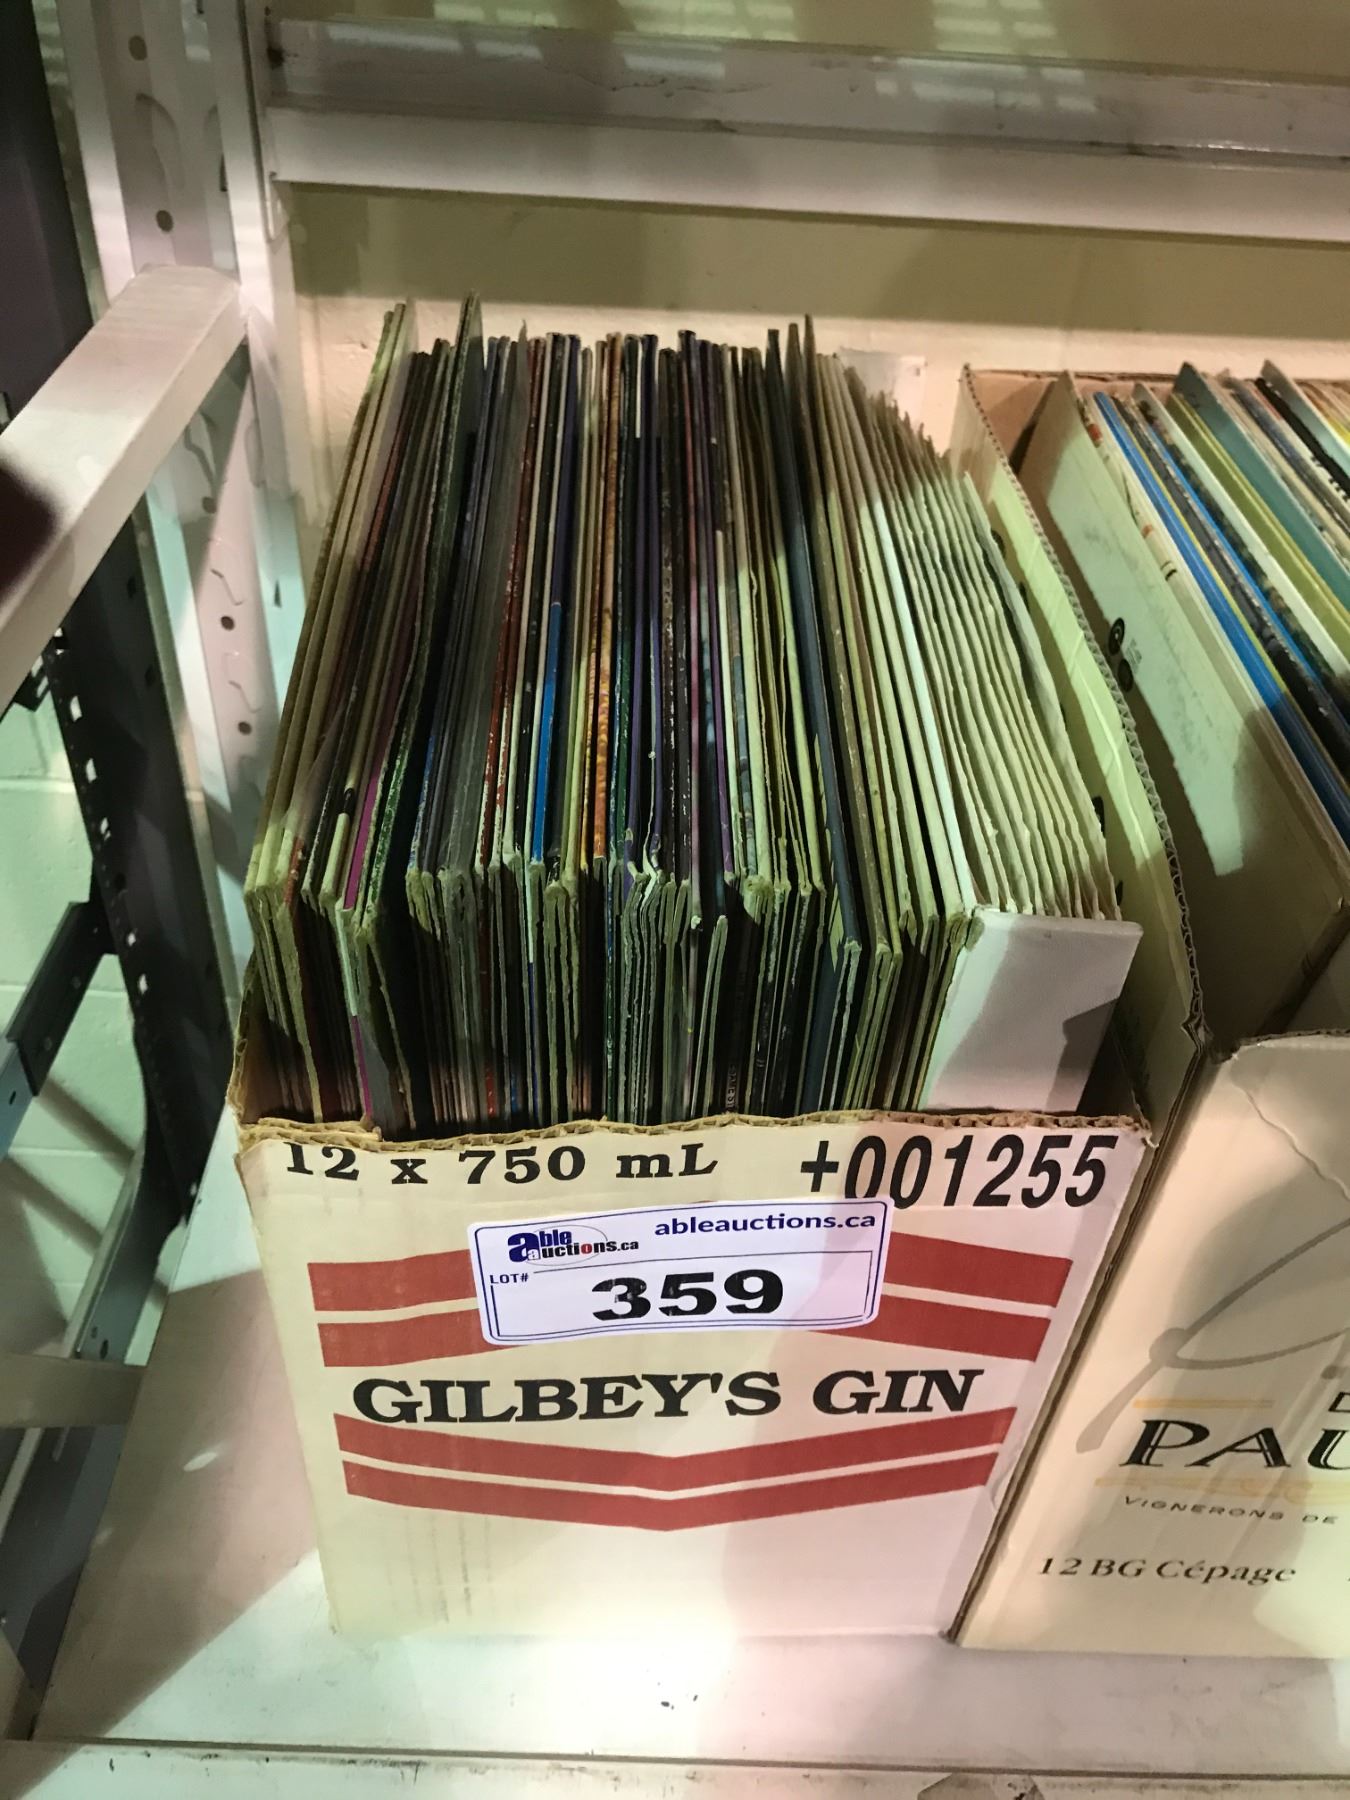 12 x 750 mL +001255
able auctions.ca ableauctions.ca
LOT#
359
GILBEY'S GIN
PAU
VIGNERONS DE
12 BG Cépage